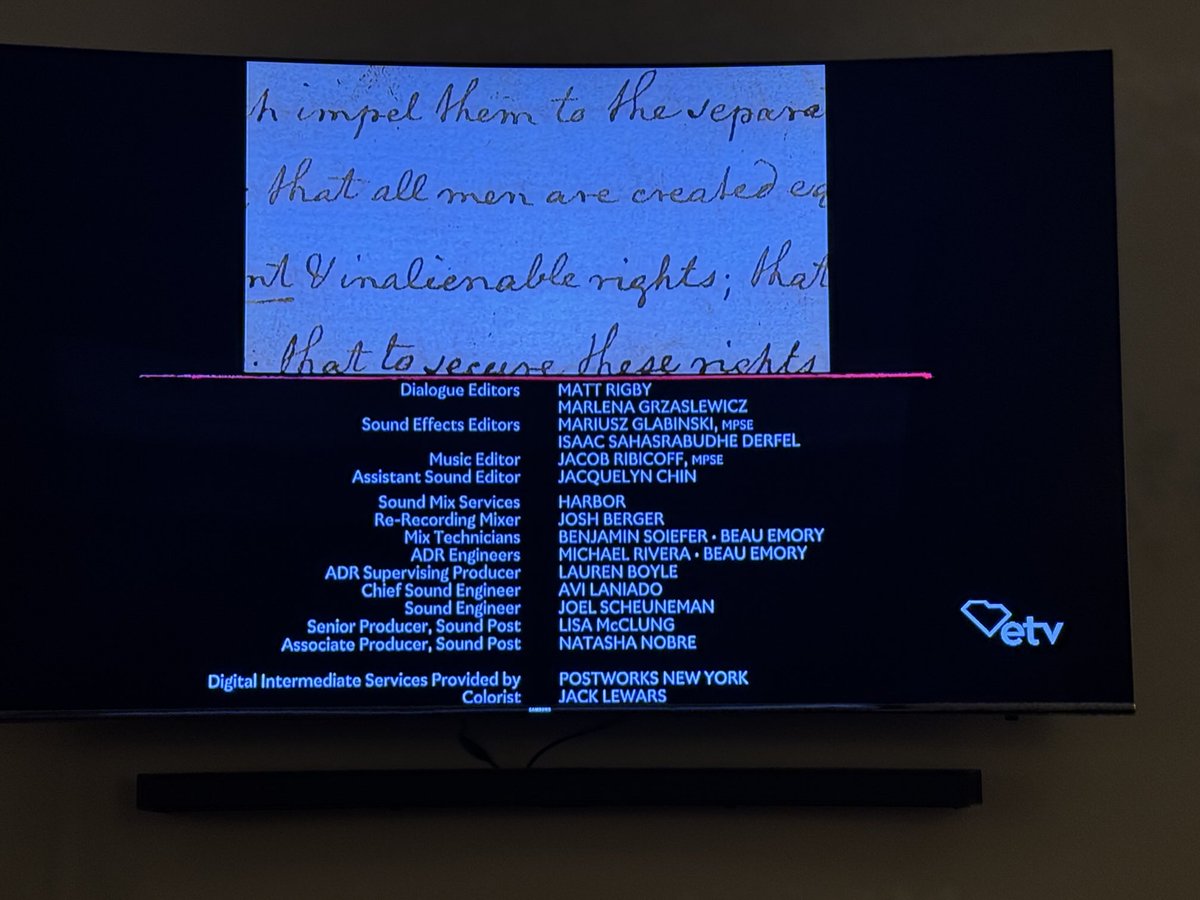 h impel them to the separa
; that all men are created eq
nt & inalienable rights; that
: that to secure these rights
Dialogue Editors MATT RIGBY
MARLENA GRZASLEWICZ
Sound Effects Editors MARIUSZ GLABINSKI, MPSE
ISAAC SAHASRABUDHE DERFEL
Music Editor JACOB RIBICOFF, MPSE
Assistant Sound Editor JACQUELYN CHIN
Sound Mix Services HARBOR
Re-Recording Mixer JOSH BERGER
Mix Technicians BENJAMIN SOIEFER • BEAU EMORY
ADR Engineers MICHAEL RIVERA • BEAU EMORY
ADR Supervising Producer LAUREN BOYLE
Chief Sound Engineer AVI LANIADO
Sound Engineer JOEL SCHEUNEMAN
Senior Producer, Sound Post LISA McCLUNG
Associate Producer, Sound Post NATASHA NOBRE
etv
Digital Intermediate Services Provided by POSTWORKS NEW YORK
Colorist JACK LEWARS
SAMSUNG